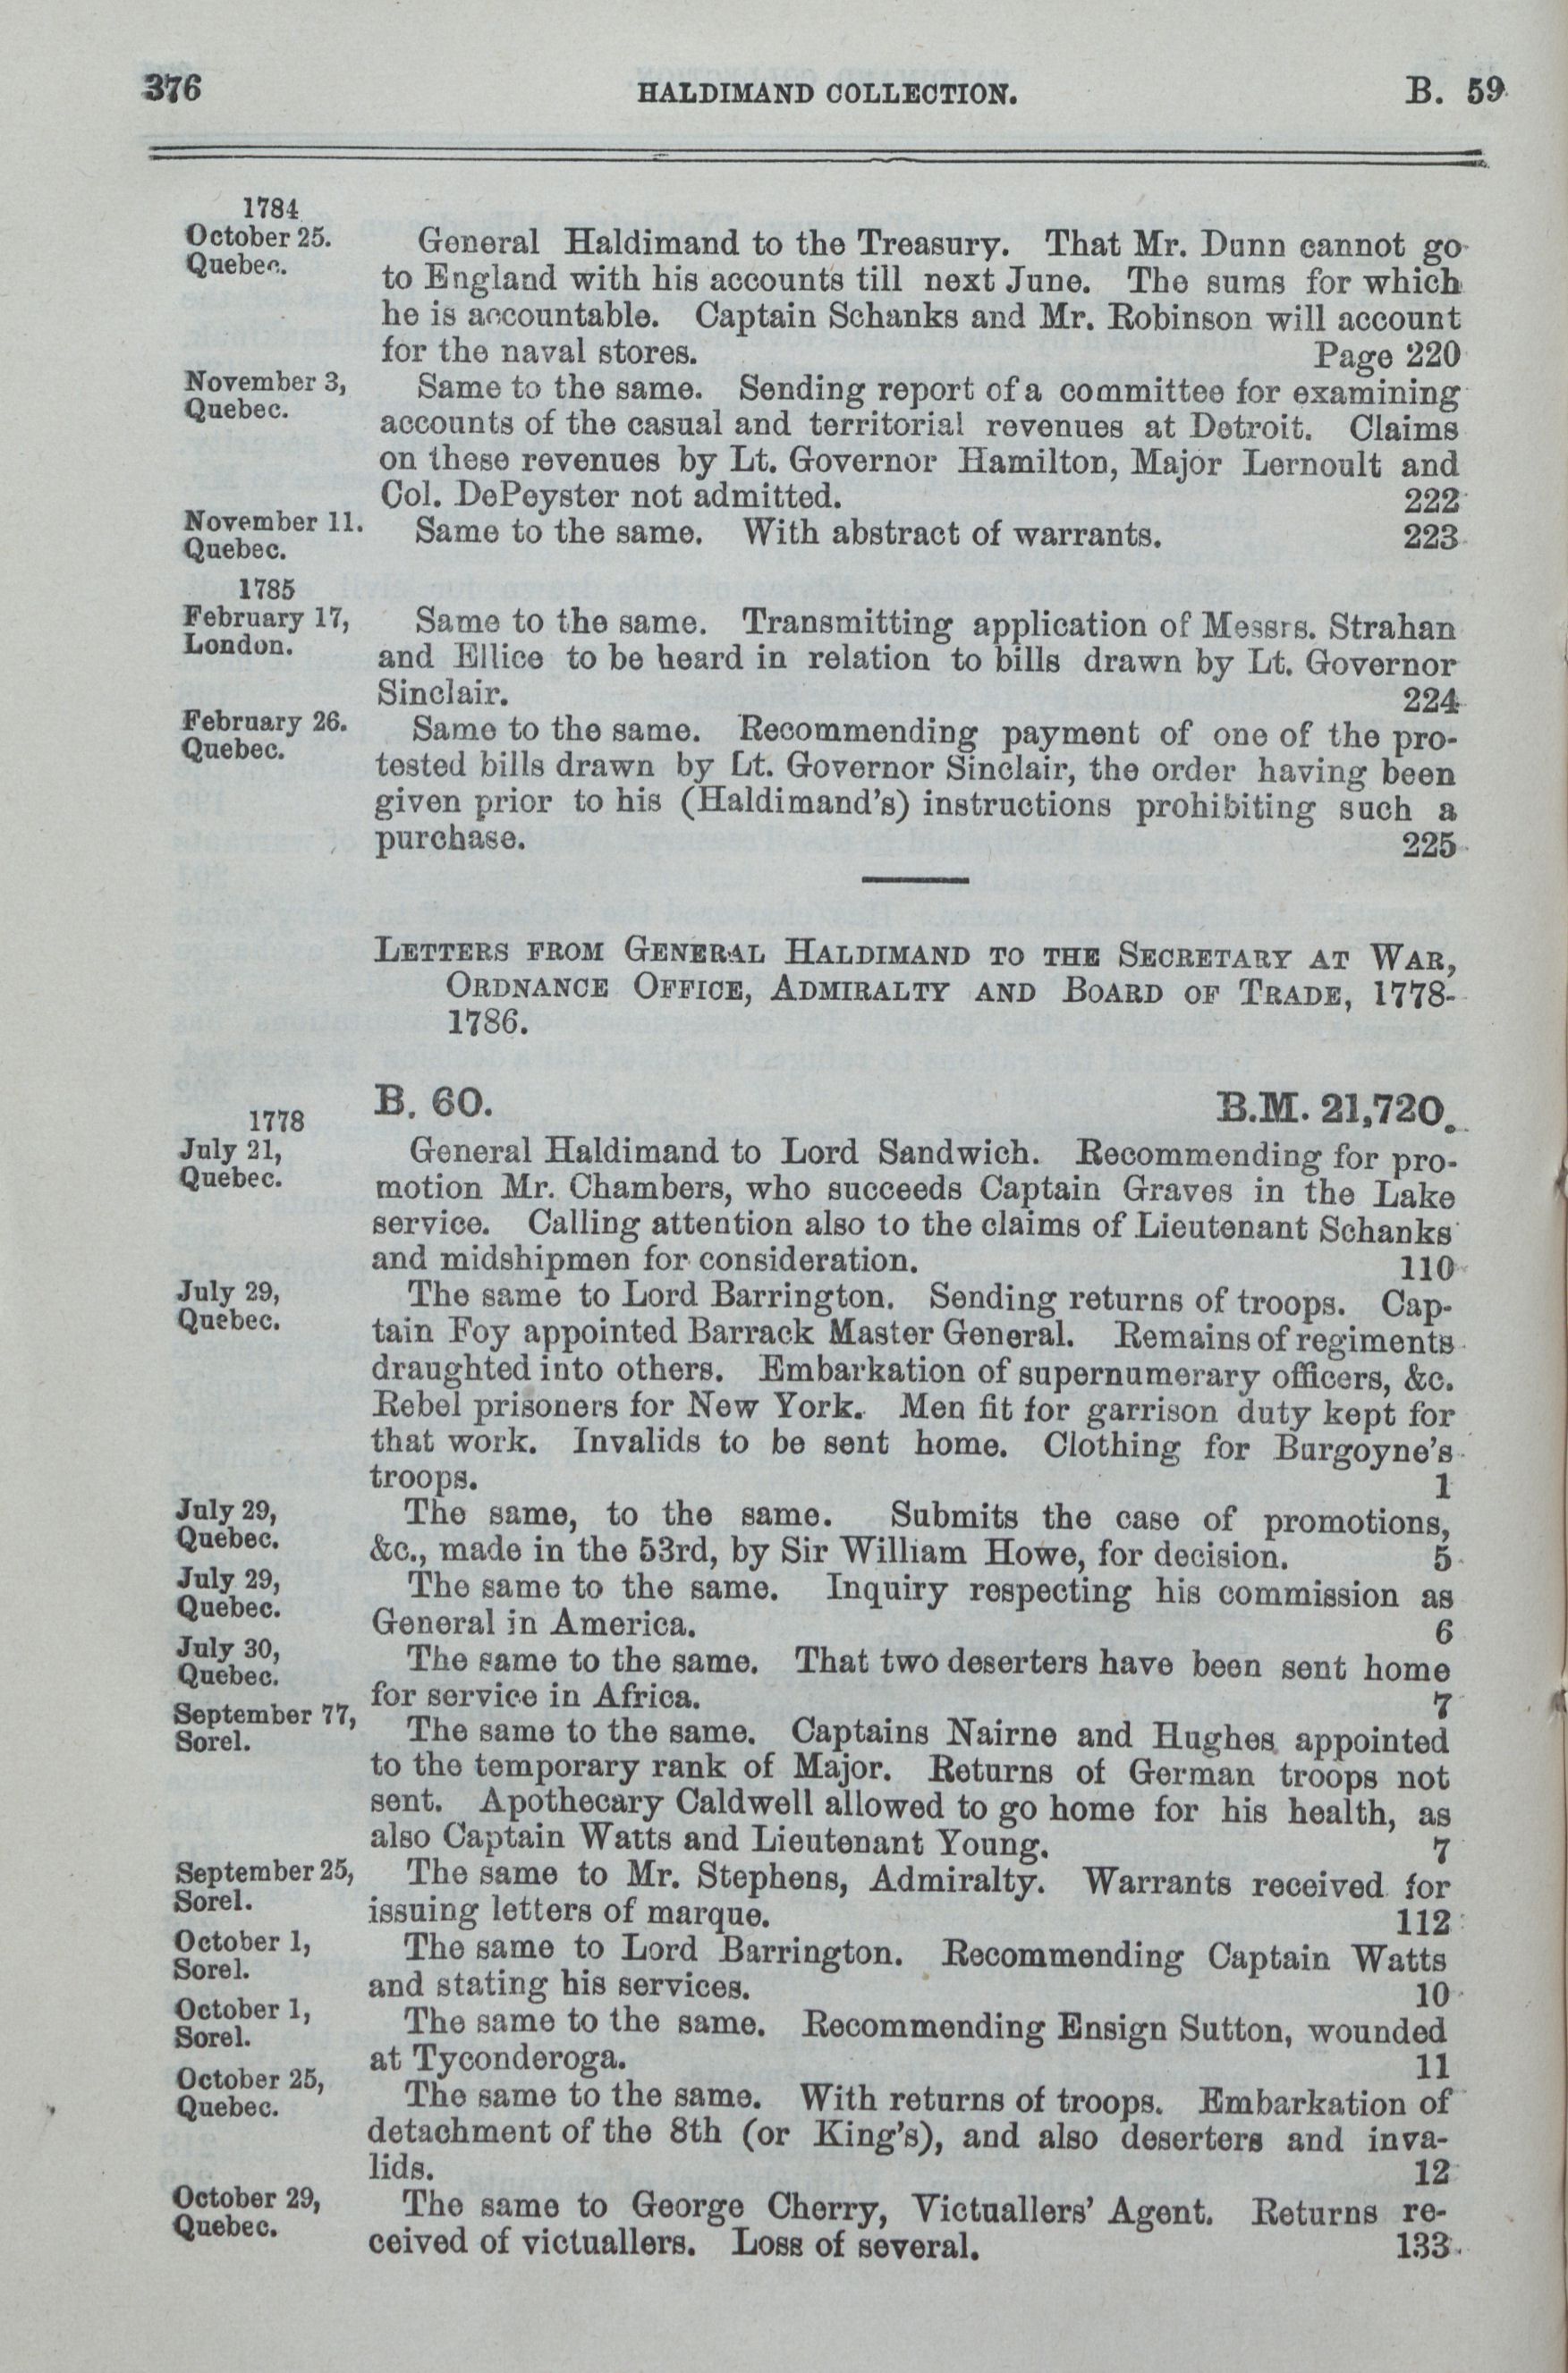 376 HALDIMAND COLLECTION. B. 59
1784
October 25.
Quebec.
General Haldimand to the Treasury. That Mr. Dunn cannot go
to England with his accounts till next June. The sums for which
he is accountable. Captain Schanks and Mr. Robinson will account
for the naval stores. Page 220
November 3,
Quebec.
Same to the same. Sending report of a committee for examining
accounts of the casual and territorial revenues at Detroit. Claims
on these revenues by Lt. Governor Hamilton, Major Lernoult and
Col. DePeyster not admitted. 222
November 11.
Quebec.
Same to the same. With abstract of warrants. 223
1785
February 17,
London.
Same to the same. Transmitting application of Messrs. Strahan
and Ellice to be heard in relation to bills drawn by Lt. Governor
Sinclair. 224
February 26.
Quebec.
Same to the same. Recommending payment of one of the pro-
tested bills drawn by Lt. Governor Sinclair, the order having been
given prior to his (Haldimand's) instructions prohibiting such a
purchase. 225
LETTERS FROM GENERAL HALDIMAND TO THE SECRETARY AT WAR,
ORDNANCE OFFICE, ADMIRALTY AND BOARD OF TRADE, 1778-
1786.
B. 60. B.M. 21,720.
1778
July 21,
Quebec.
General Haldimand to Lord Sandwich. Recommending for pro-
motion Mr. Chambers, who succeeds Captain Graves in the Lake
service. Calling attention also to the claims of Lieutenant Schanks
and midshipmen for consideration. 110
July 29,
Quebec.
The same to Lord Barrington. Sending returns of troops. Cap-
tain Foy appointed Barrack Master General. Remains of regiments
draughted into others. Embarkation of supernumerary officers, &c.
Rebel prisoners for New York. Men fit for garrison duty kept for
that work. Invalids to be sent home. Clothing for Burgoyne's
troops. 1
July 29,
Quebec.
The same, to the same. Submits the case of promotions,
&c., made in the 53rd, by Sir William Howe, for decision. 5
July 29,
Quebec.
The same to the same. Inquiry respecting his commission as
General in America. 6
July 30,
Quebec.
The same to the same. That two deserters have been sent home
for service in Africa. 7
September 77,
Sorel.
The same to the same. Captains Nairne and Hughes appointed
to the temporary rank of Major. Returns of German troops not
sent. Apothecary Caldwell allowed to go home for his health, as
also Captain Watts and Lieutenant Young. 7
September 25,
Sorel.
The same to Mr. Stephens, Admiralty. Warrants received for
issuing letters of marque. 112
October 1,
Sorel.
The same to Lord Barrington. Recommending Captain Watts
and stating his services. 10
October 1,
Sorel.
The same to the same. Recommending Ensign Sutton, wounded
at Tyconderoga. 11
October 25,
Quebec.
The same to the same. With returns of troops. Embarkation of
detachment of the 8th (or King's), and also deserters and inva-
lids. 12
October 29,
Quebec.
The same to George Cherry, Victuallers' Agent. Returns re-
ceived of victuallers. Loss of several. 133